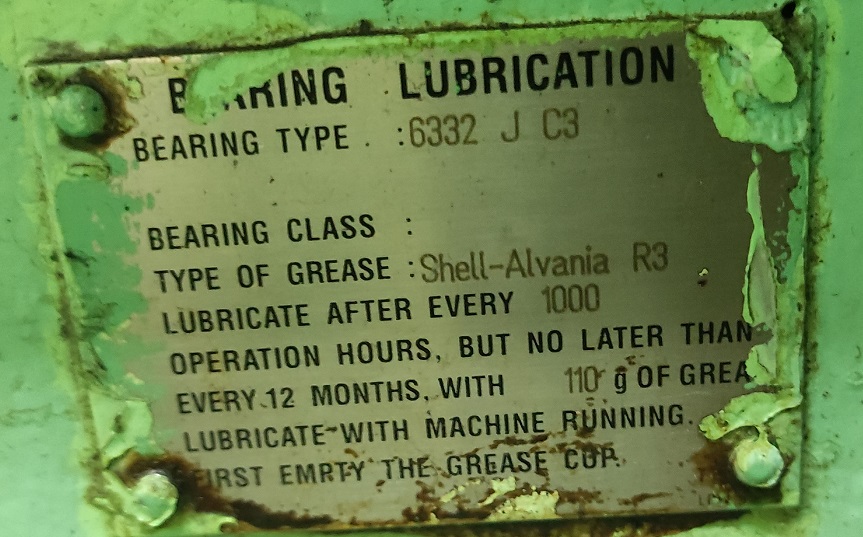 BEARING LUBRICATION
BEARING TYPE . :6332 J C3
BEARING CLASS :
TYPE OF GREASE :Shell-Alvania R3
LUBRICATE AFTER EVERY 1000
OPERATION HOURS, BUT NO LATER THAN
EVERY 12 MONTHS, WITH 110 g OF GREA
LUBRICATE WITH MACHINE RUNNING.
FIRST EMPTY THE GREASE CUP.